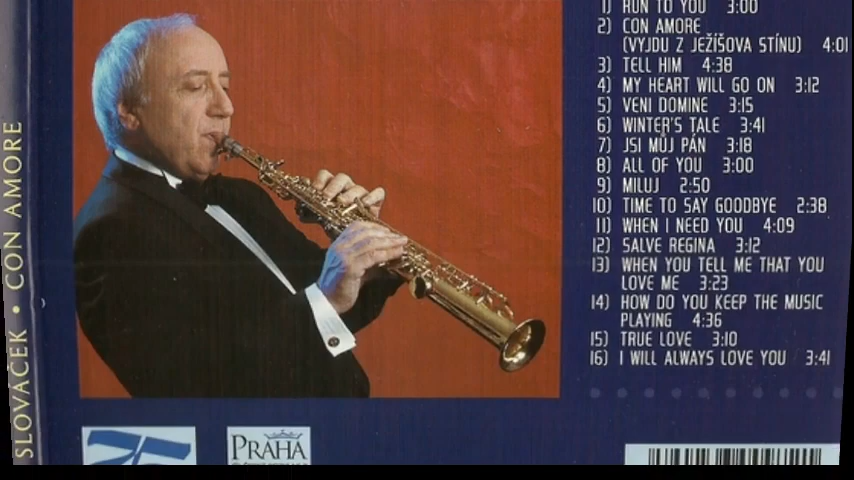 SLOVÁČEK • CON AMORE
1) RUN TO YOU 3:00
2) CON AMORE
(VYJDU Z JEŽÍŠOVA STÍNU) 4:01
3) TELL HIM 4:38
4) MY HEART WILL GO ON 3:12
5) VENI DOMINE 3:15
6) WINTER'S TALE 3:41
7) JSI MŮJ PÁN 3:18
8) ALL OF YOU 3:00
9) MILUJ 2:50
10) TIME TO SAY GOODBYE 2:38
11) WHEN I NEED YOU 4:09
12) SALVE REGINA 3:12
13) WHEN YOU TELL ME THAT YOU
LOVE ME 3:23
14) HOW DO YOU KEEP THE MUSIC
PLAYING 4:36
15) TRUE LOVE 3:10
16) I WILL ALWAYS LOVE YOU 3:41
PRAHA